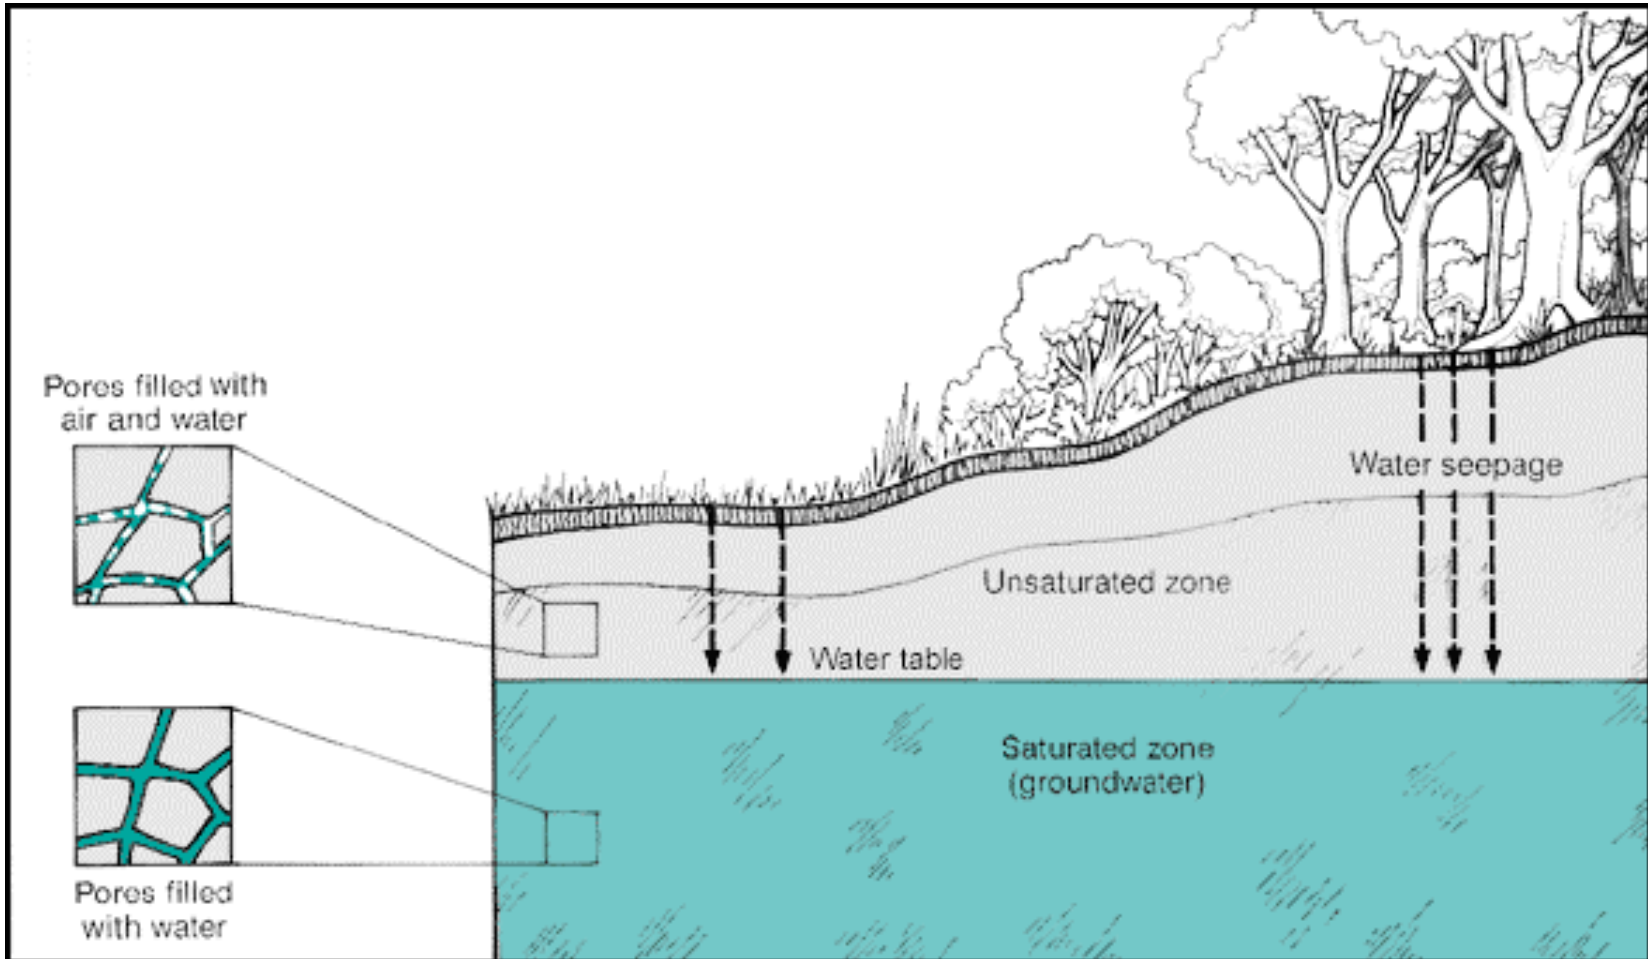 Pores filled with
air and water
Water seepage
Unsaturated zone
Water table
Saturated zone
(groundwater)
Pores filled
with water